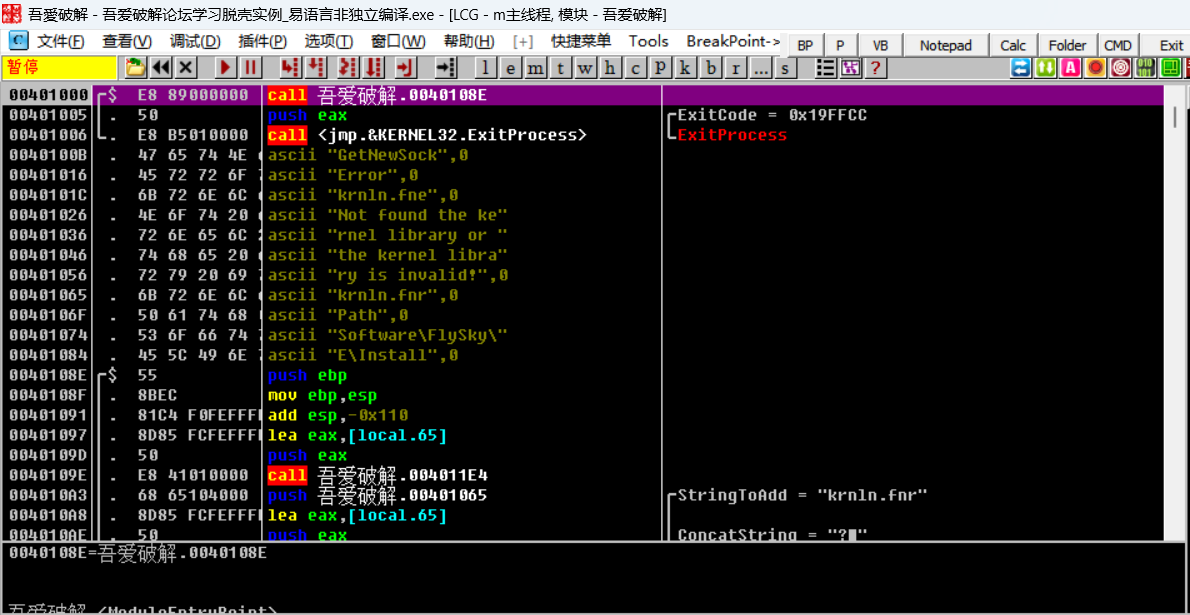 吾愛破解 - 吾爱破解论坛学习脱壳实例_易语言非独立编译.exe - [LCG - m主线程, 模块 - 吾爱破解]
C 文件(F) 查看(V) 调试(D) 插件(P) 选项(T) 窗口(W) 帮助(H) [+] 快捷菜单 Tools BreakPoint-> BP P VB Notepad Calc Folder CMD Exit
暂停 l e m t w h c p k b r ... s ?
00401000 $ E8 89000000 call 吾爱破解.0040108E
00401005 . 50 push eax ExitCode = 0x19FFCC
00401006 . E8 B5010000 call <jmp.&KERNEL32.ExitProcess> ExitProcess
0040100B . 47 65 74 4E ascii "GetNewSock",0
00401016 . 45 72 72 6F ascii "Error",0
0040101C . 6B 72 6E 6C ascii "krnln.fne",0
00401026 . 4E 6F 74 20 ascii "Not found the ke"
00401036 . 72 6E 65 6C ascii "rnel library or "
00401046 . 74 68 65 20 ascii "the kernel libra"
00401056 . 72 79 20 69 ascii "ry is invalid!",0
00401065 . 6B 72 6E 6C ascii "krnln.fnr",0
0040106F . 50 61 74 68 ascii "Path",0
00401074 . 53 6F 66 74 ascii "Software\FlySky\"
00401084 . 45 5C 49 6E ascii "E\Install",0
0040108E $ 55 push ebp
0040108F . 8BEC mov ebp,esp
00401091 . 81C4 F0FEFFF add esp,-0x110
00401097 . 8D85 FCFEFFF lea eax,[local.65]
0040109D . 50 push eax
0040109E . E8 41010000 call 吾爱破解.004011E4
004010A3 . 68 65104000 push 吾爱破解.00401065 StringToAdd = "krnln.fnr"
004010A8 . 8D85 FCFEFFF lea eax,[local.65]
004010AE . 50 push eax ConcatString = "?"
0040108E=吾爱破解.0040108E
吾爱破解.<ModuleEntryPoint>